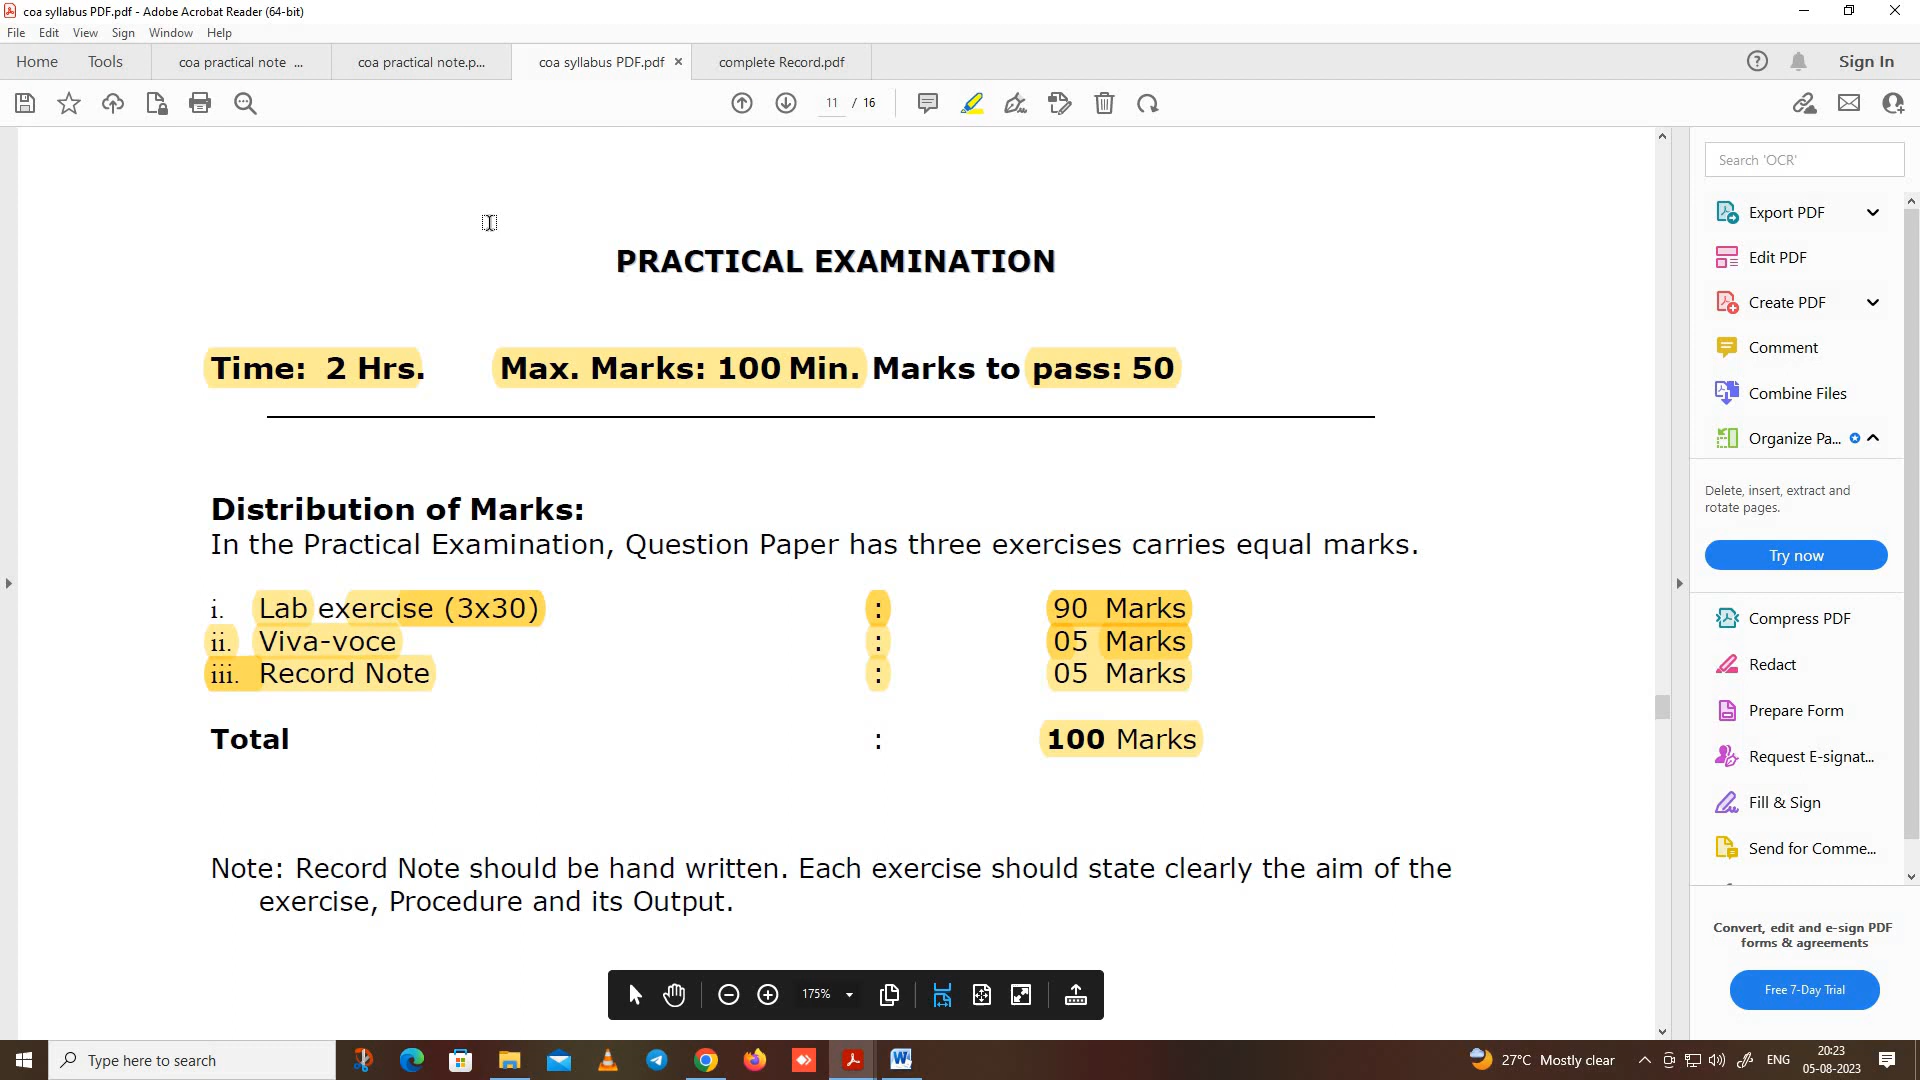 coa syllabus PDF.pdf - Adobe Acrobat Reader (64-bit)
File Edit View Sign Window Help
Home Tools coa practical note ... coa practical note.p... coa syllabus PDF.pdf × complete Record.pdf Sign In
11 / 16
PRACTICAL EXAMINATION
Time: 2 Hrs. Max. Marks: 100 Min. Marks to pass: 50
Distribution of Marks:
In the Practical Examination, Question Paper has three exercises carries equal marks.
i. Lab exercise (3x30) : 90 Marks
ii. Viva-voce : 05 Marks
iii. Record Note : 05 Marks
Total : 100 Marks
Note: Record Note should be hand written. Each exercise should state clearly the aim of the
exercise, Procedure and its Output.
175%
Search 'OCR'
Export PDF
Edit PDF
Create PDF
Comment
Combine Files
Organize Pa...
Delete, insert, extract and
rotate pages.
Try now
Compress PDF
Redact
Prepare Form
Request E-signat...
Fill & Sign
Send for Comme...
Convert, edit and e-sign PDF
forms & agreements
Free 7-Day Trial
Type here to search
27°C Mostly clear
ENG
20:23
05-08-2023